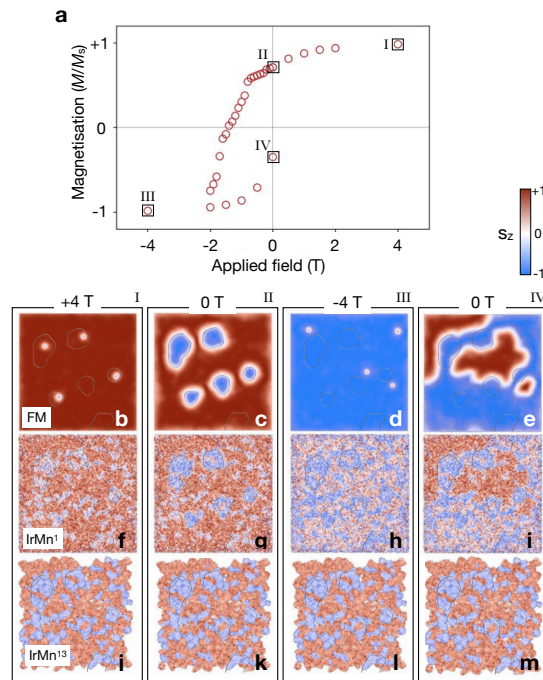 a
Magnetisation (M/Mₛ)
+1
0
-1
I
II
III
IV
-4
-2
0
2
4
Applied field (T)
Sz
+1
0
-1
+4 T
I
0 T
II
-4 T
III
0 T
IV
FM
b
c
d
e
IrMn¹
f
g
h
i
IrMn¹³
j
k
l
m